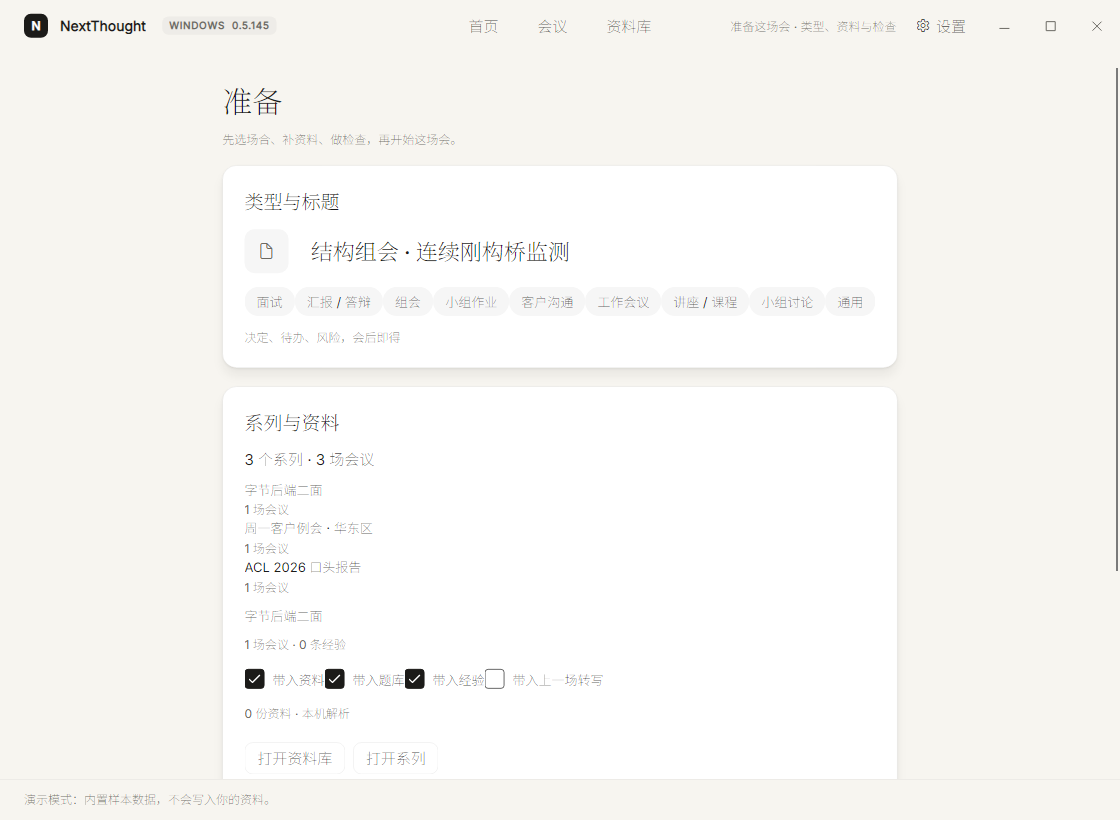 N NextThought WINDOWS 0.5.145 首页 会议 资料库 准备这场会 · 类型、资料与检查 设置
准备
先选场合、补资料、做检查，再开始这场会。
类型与标题
结构组会 · 连续刚构桥监测
面试 汇报 / 答辩 组会 小组作业 客户沟通 工作会议 讲座 / 课程 小组讨论 通用
决定、待办、风险，会后即得
系列与资料
3 个系列 · 3 场会议
字节后端二面
1 场会议
周一客户例会 · 华东区
1 场会议
ACL 2026 口头报告
1 场会议
字节后端二面
1 场会议 · 0 条经验
带入资料 带入题库 带入经验 带入上一场转写
0 份资料 · 本机解析
打开资料库 打开系列
演示模式：内置样本数据，不会写入你的资料。